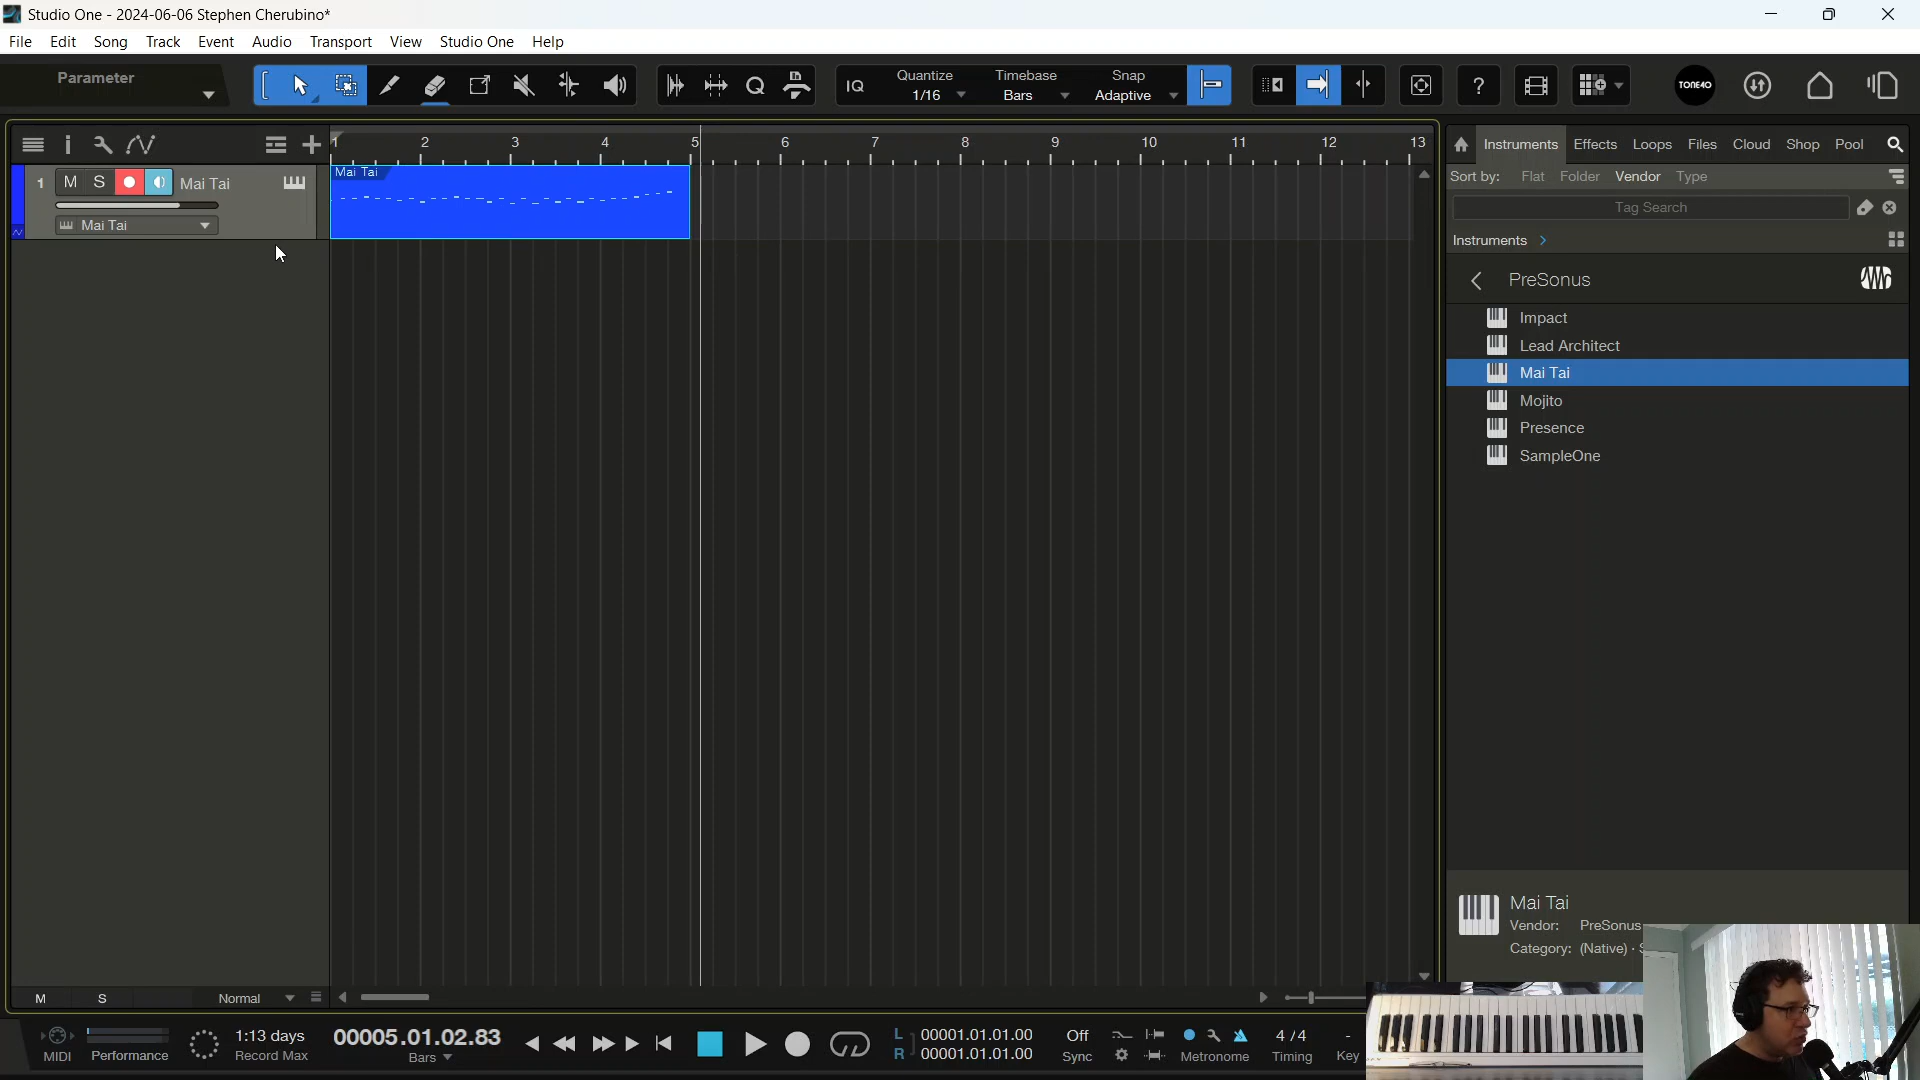 Studio One - 2024-06-06 Stephen Cherubino*
File Edit Song Track Event Audio Transport View Studio One Help
Parameter
IQ
Quantize
1/16
Timebase
Bars
Snap
Adaptive
?
TONE40
1 2 3 4 5 6 7 8 9 10 11 12 13
1 M S Mai Tai
Mai Tai
Mai Tai
Instruments Effects Loops Files Cloud Shop Pool
Sort by: Flat Folder Vendor Type
Tag Search
Instruments >
PreSonus
Impact
Lead Architect
Mai Tai
Mojito
Presence
SampleOne
Mai Tai
Vendor: PreSonus
Category: (Native) ·
M S Normal
MIDI
Performance
1:13 days
Record Max
00005.01.02.83
Bars
L 00001.01.01.00
R 00001.01.01.00
Off
Sync
Metronome
4 / 4
Timing
-
Key